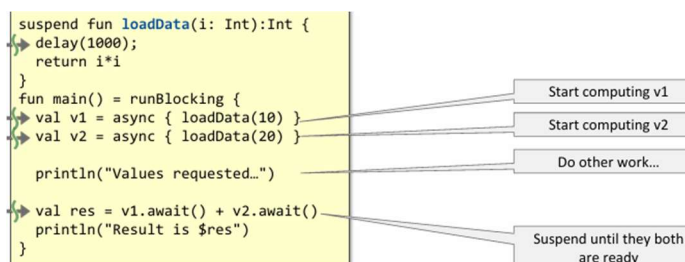 suspend fun loadData(i: Int):Int {
delay(1000);
return i*i
}
fun main() = runBlocking {
val v1 = async { loadData(10) }
val v2 = async { loadData(20) }
println("Values requested…")
val res = v1.await() + v2.await()
println("Result is $res")
}
Start computing v1
Start computing v2
Do other work…
Suspend until they both
are ready